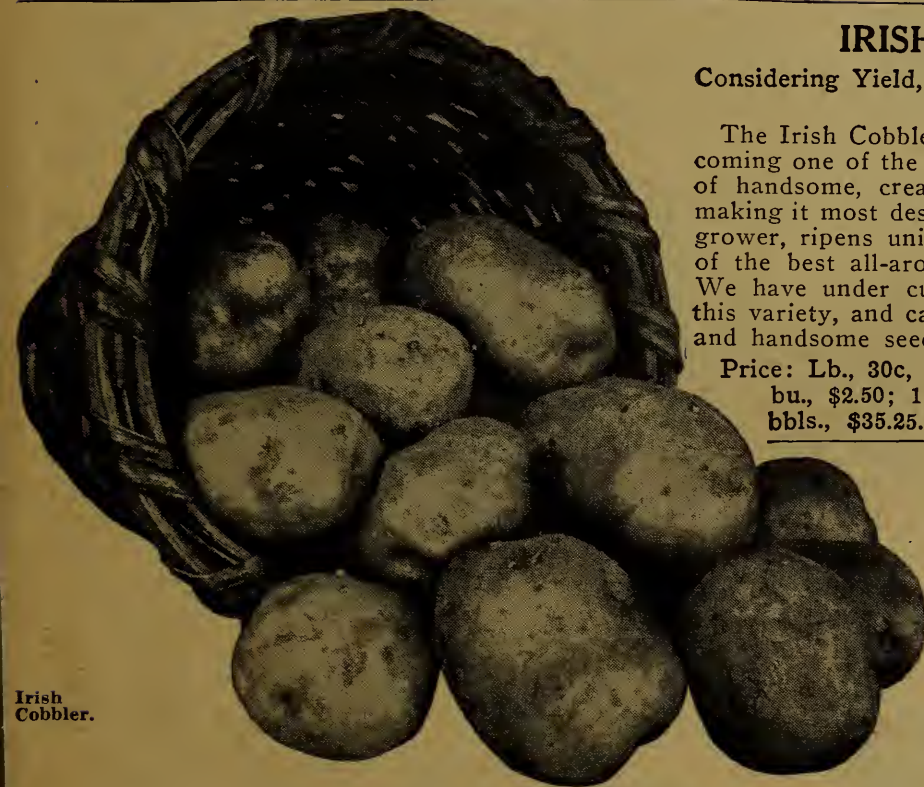 IRISH
Considering Yield,
The Irish Cobble
coming one of the
of handsome, crea
making it most des
grower, ripens uni
of the best all-aro
We have under cu
this variety, and ca
and handsome seed
Price: Lb., 30c,
bu., $2.50; 1
bbls., $35.25.
Irish
Cobbler.